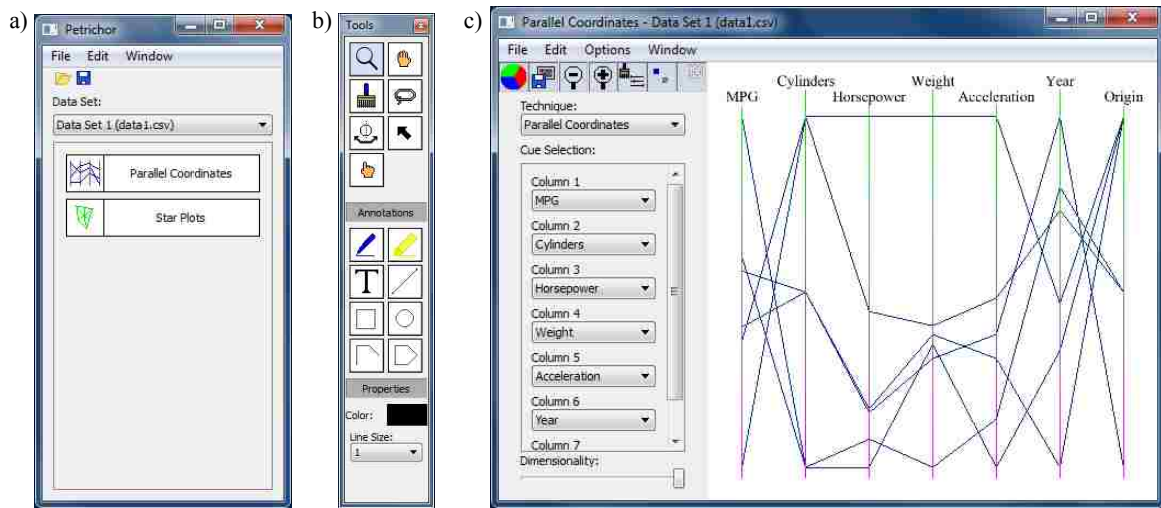 a)
Petrichor
File Edit Window
Data Set:
Data Set 1 (data1.csv)
Parallel Coordinates
Star Plots
b)
Tools
T
Annotations
Properties
Color:
Line Size:
1
c)
Parallel Coordinates - Data Set 1 (data1.csv)
File Edit Options Window
Technique:
Parallel Coordinates
Cue Selection:
Column 1
MPG
Column 2
Cylinders
Column 3
Horsepower
Column 4
Weight
Column 5
Acceleration
Column 6
Year
Column 7
Dimensionality:
Cylinders Weight Year
MPG Horsepower Acceleration Origin